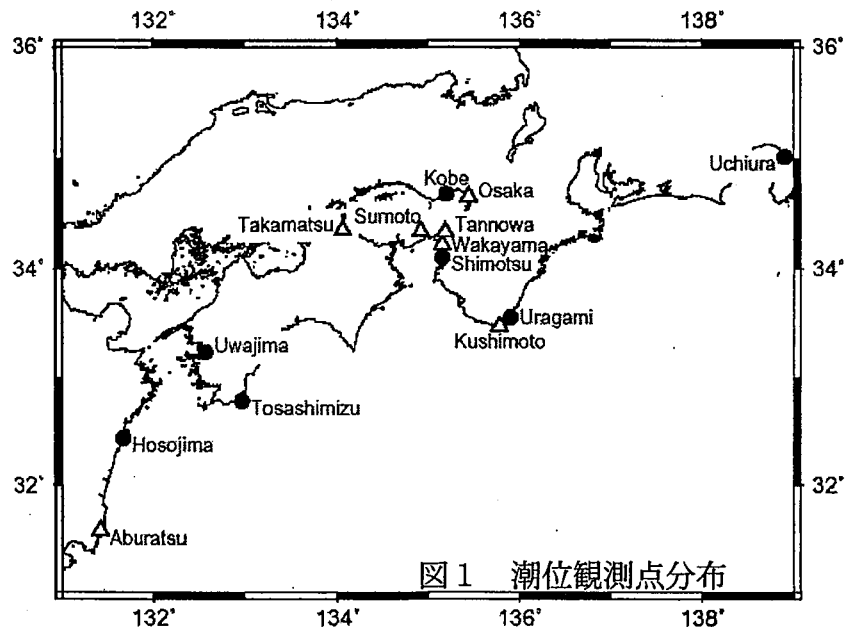 132° 134° 136° 138°
36° 36°
Uchiura
Kobe
Osaka
Takamatsu Sumoto Tannowa
Wakayama
34° Shimotsu 34°
Uragami
Kushimoto
Uwajima
Tosashimizu
Hosojima
32° 32°
Aburatsu
図1 潮位観測点分布
132° 134° 136° 138°